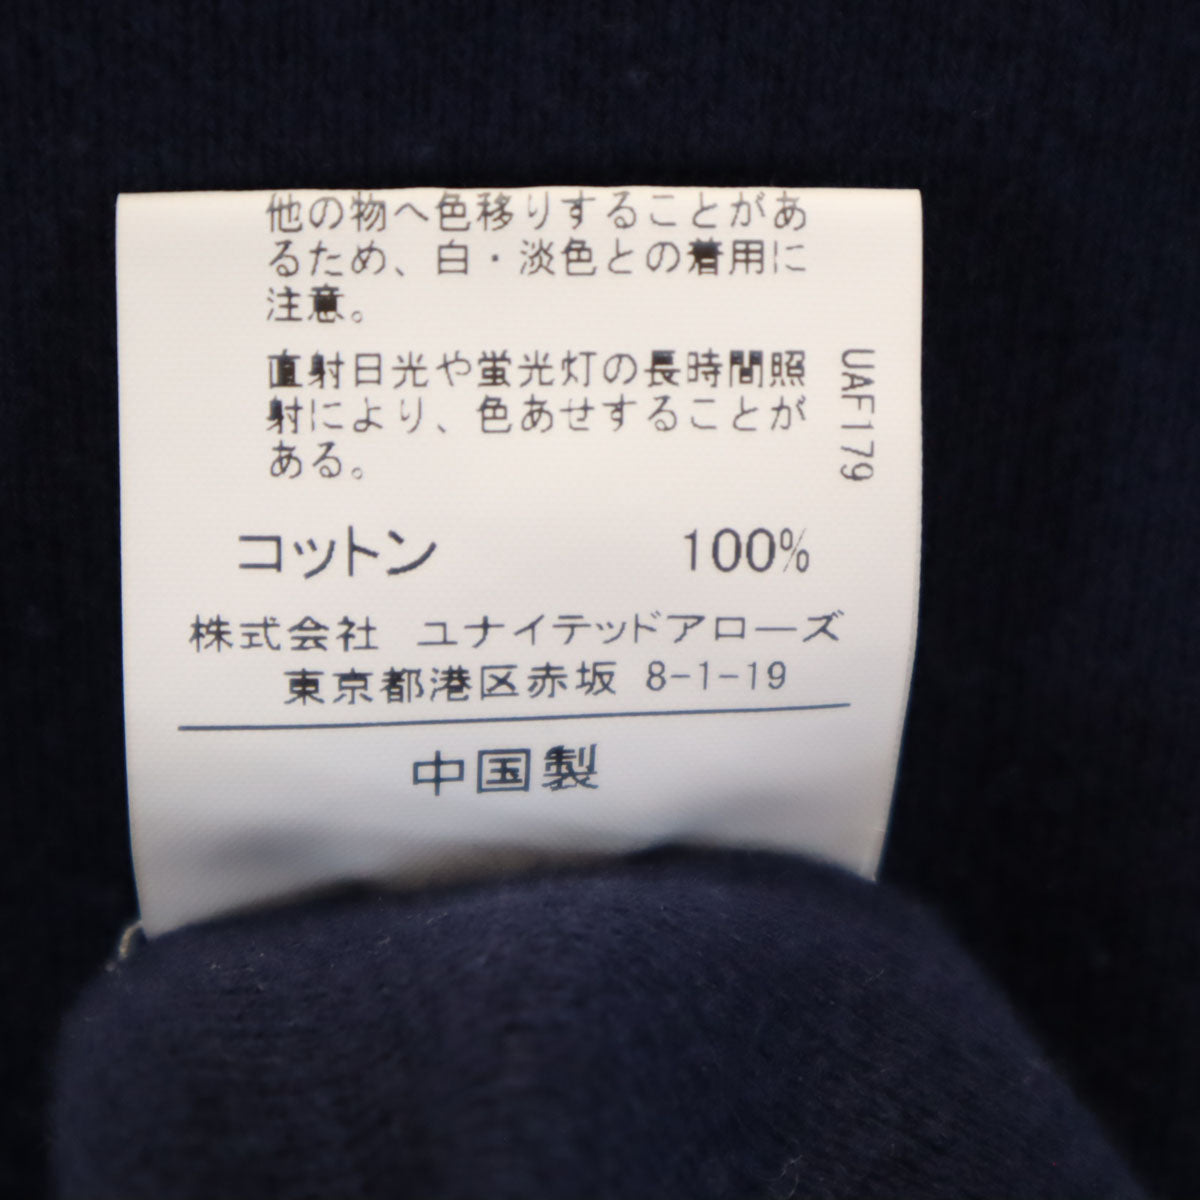 他の物へ色移りすることがあ
るため、白・淡色との着用に
注意。
直射日光や蛍光灯の長時間照
射により、色あせすることが
ある。
UAF179
コットン 100%
株式会社 ユナイテッドアローズ
東京都港区赤坂 8-1-19
中国製